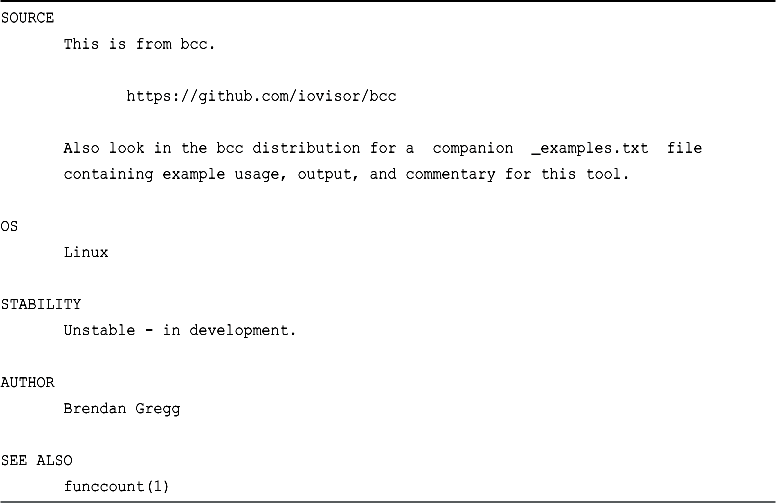 SOURCE
This is from bcc.
https://github.com/iovisor/bcc
Also look in the bcc distribution for a companion _examples.txt file
containing example usage, output, and commentary for this tool.
OS
Linux
STABILITY
Unstable - in development.
AUTHOR
Brendan Gregg
SEE ALSO
funccount(1)